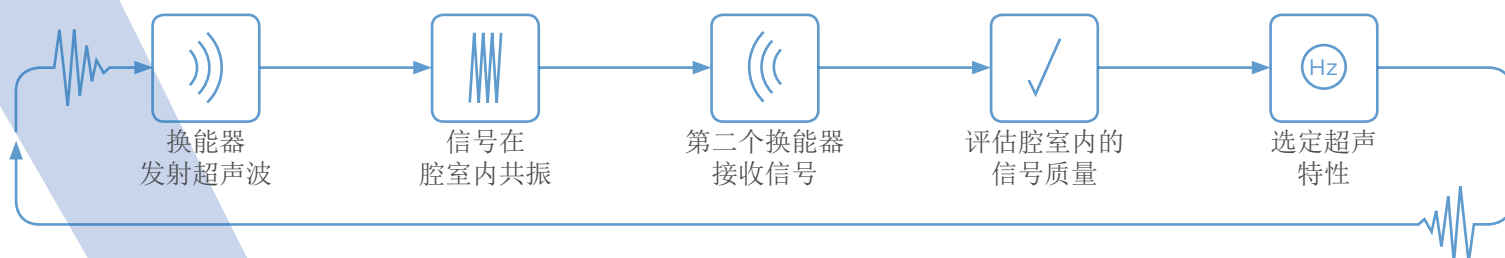 Hz
换能器
发射超声波
信号在
腔室内共振
第二个换能器
接收信号
评估腔室内的
信号质量
选定超声
特性